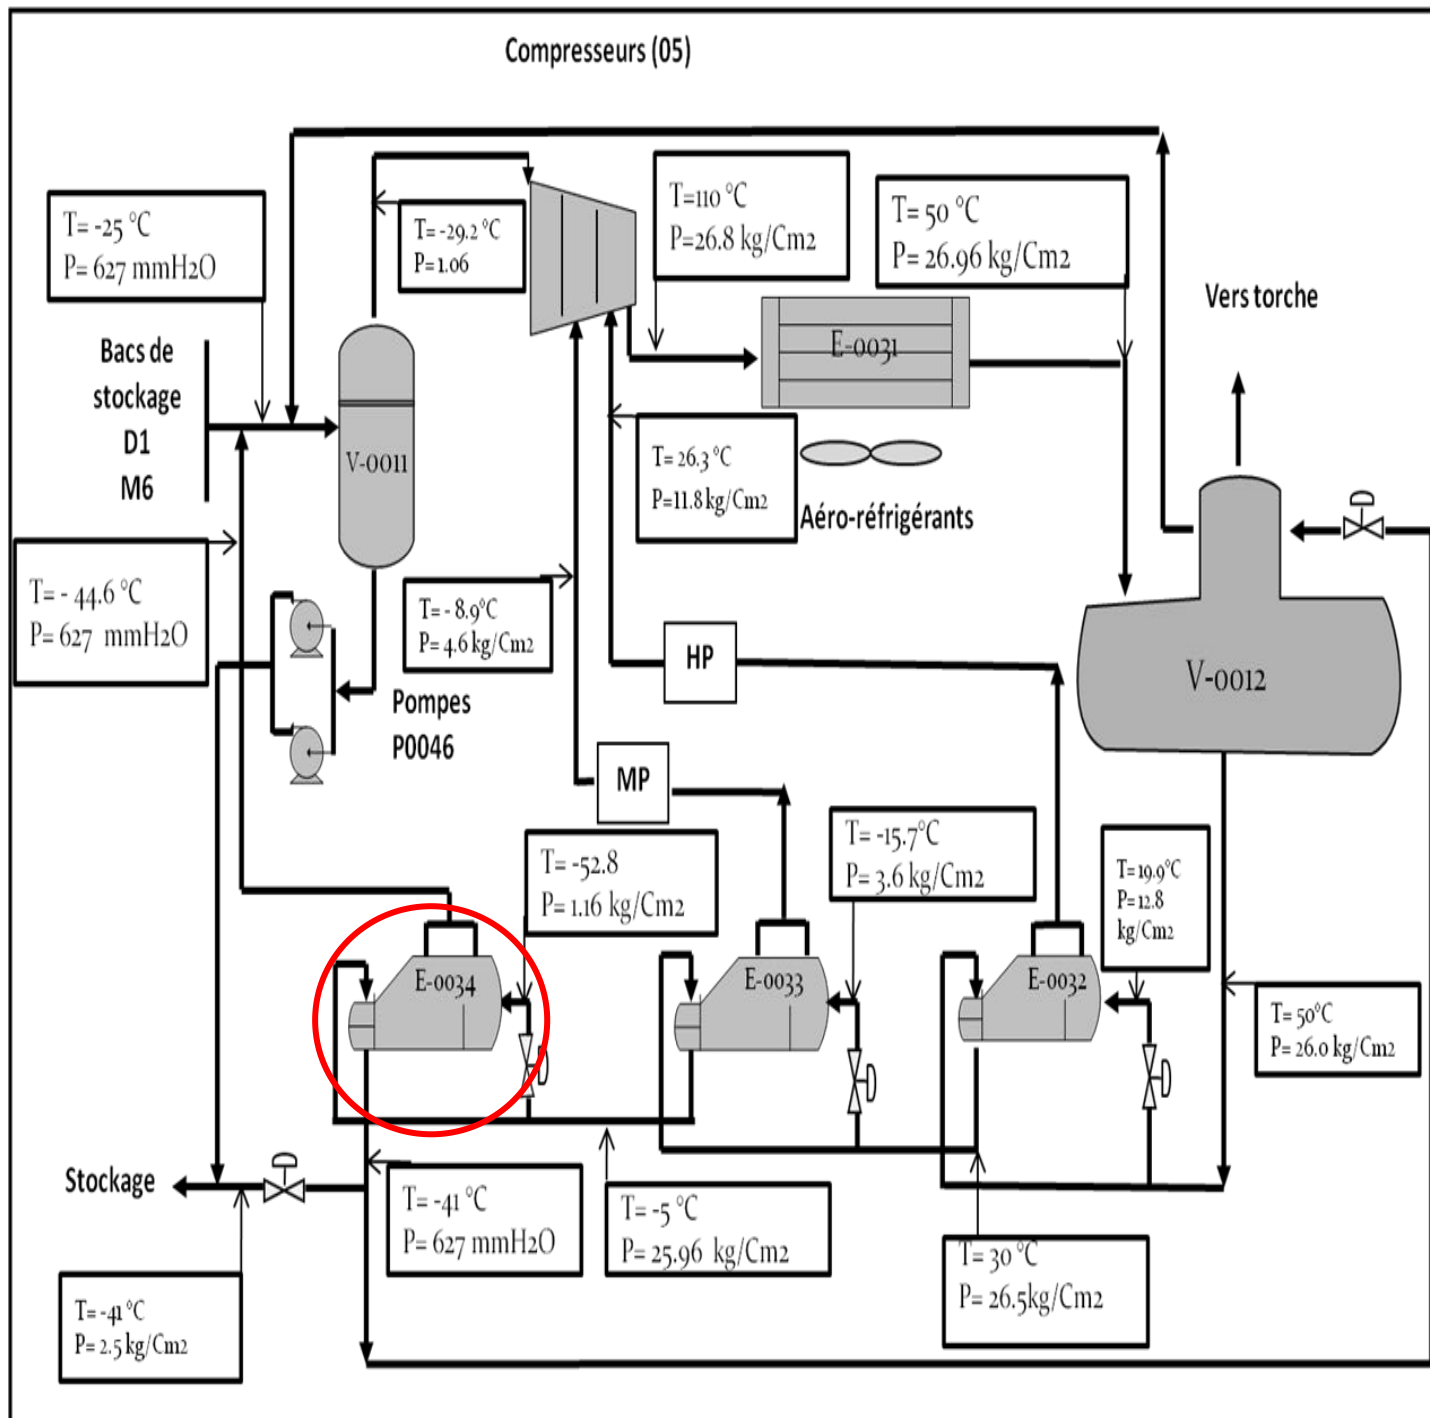 Compresseurs (05)
T= -25 °C
P= 627 mmH2O
T= -29.2 °C
P= 1.06
T=110 °C
P=26.8 kg/Cm2
T= 50 °C
P= 26.96 kg/Cm2
Vers torche
Bacs de
stockage
D1
M6
V-0011
E-0031
T= 26.3 °C
P=11.8 kg/Cm2
Aéro-réfrigérants
T= - 44.6 °C
P= 627 mmH2O
T= - 8.9°C
P= 4.6 kg/Cm2
HP
V-0012
Pompes
P0046
MP
T= -52.8
P= 1.16 kg/Cm2
T= -15.7°C
P= 3.6 kg/Cm2
T= 19.9°C
P= 12.8
kg/Cm2
E-0034
E-0033
E-0032
T= 50°C
P= 26.0 kg/Cm2
Stockage
T= -41 °C
P= 627 mmH2O
T= -5 °C
P= 25.96 kg/Cm2
T= 30 °C
P= 26.5kg/Cm2
T= -41 °C
P= 2.5 kg/Cm2